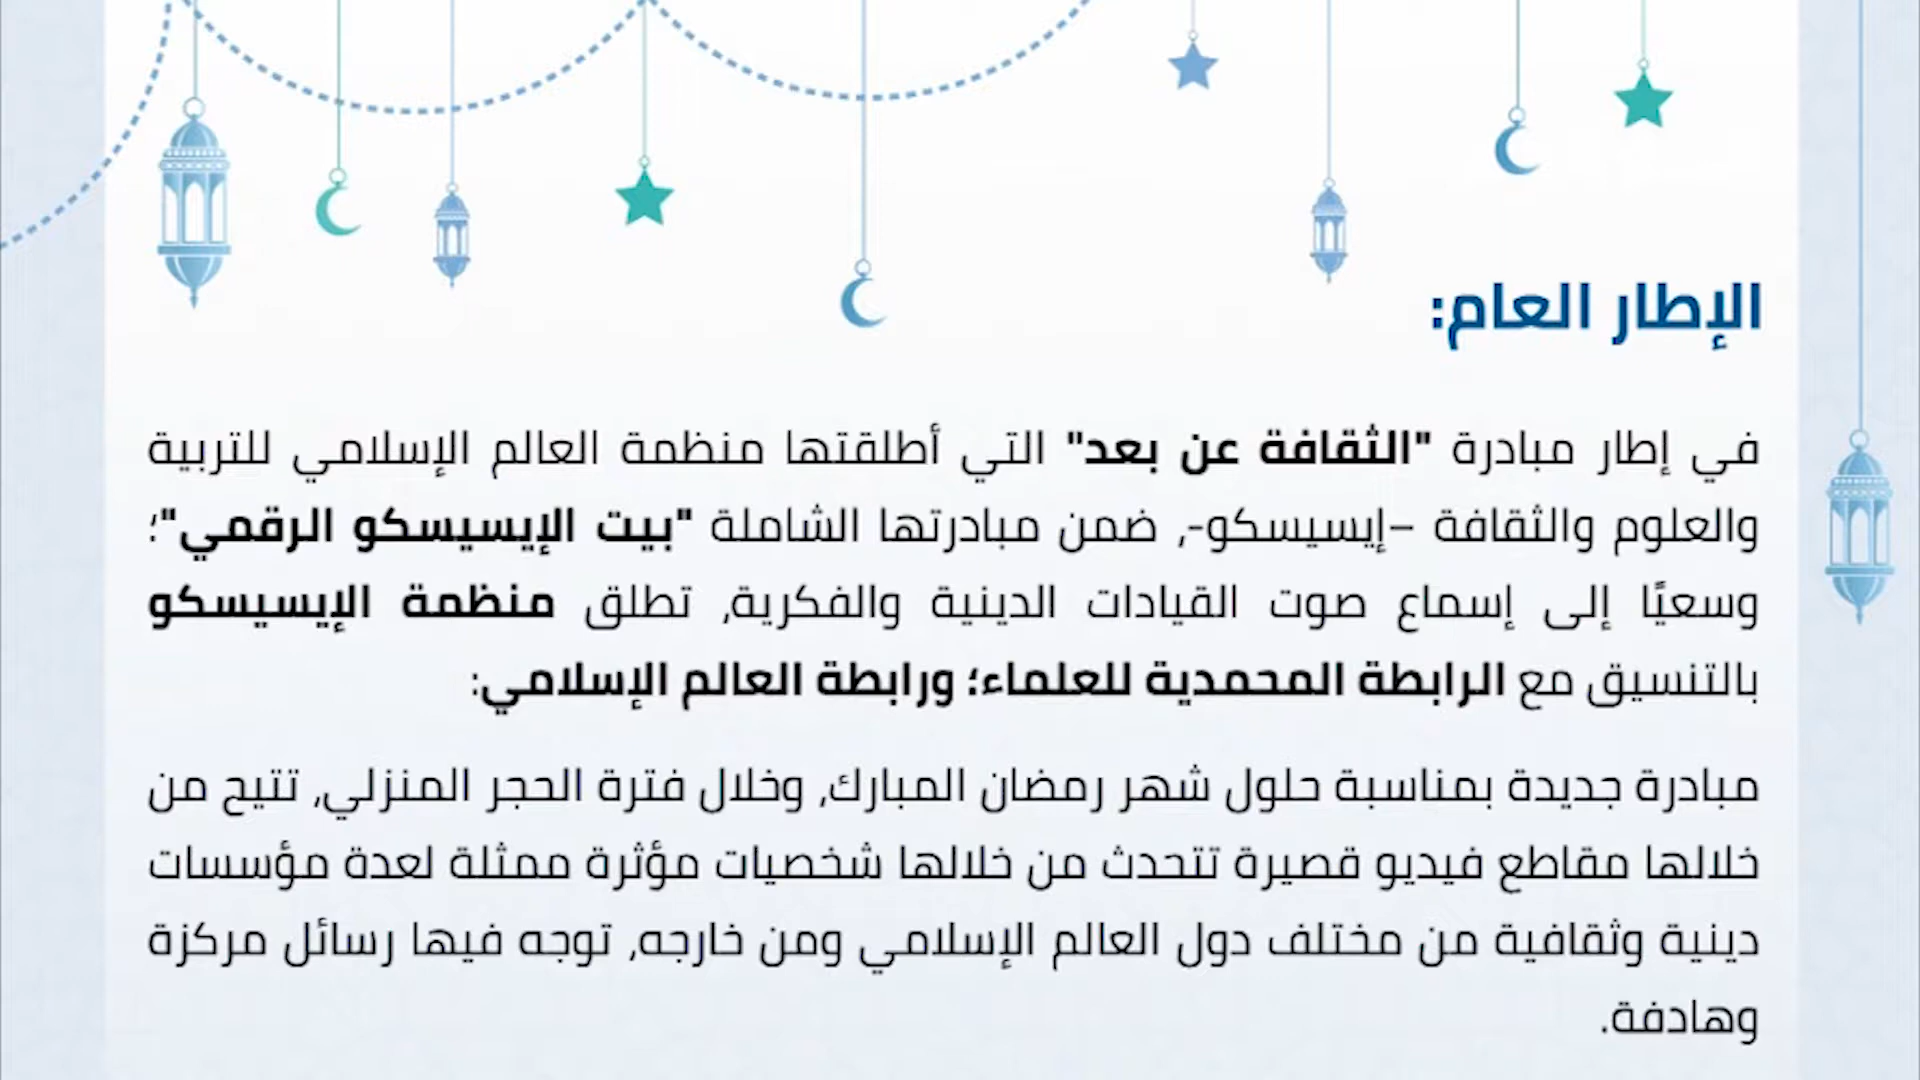 الإطار العام:
في إطار مبادرة "الثقافة عن بعد" التي أطلقتها منظمة العالم الإسلامي للتربية
والعلوم والثقافة –إيسيسكو-, ضمن مبادرتها الشاملة "بيت الإيسيسكو الرقمي"؛
وسعيًا إلى إسماع صوت القيادات الدينية والفكرية, تطلق منظمة الإيسيسكو
بالتنسيق مع الرابطة المحمدية للعلماء؛ ورابطة العالم الإسلامي:
مبادرة جديدة بمناسبة حلول شهر رمضان المبارك, وخلال فترة الحجر المنزلي, تتيح من
خلالها مقاطع فيديو قصيرة تتحدث من خلالها شخصيات مؤثرة ممثلة لعدة مؤسسات
دينية وثقافية من مختلف دول العالم الإسلامي ومن خارجه, توجه فيها رسائل مركزة
وهادفة.